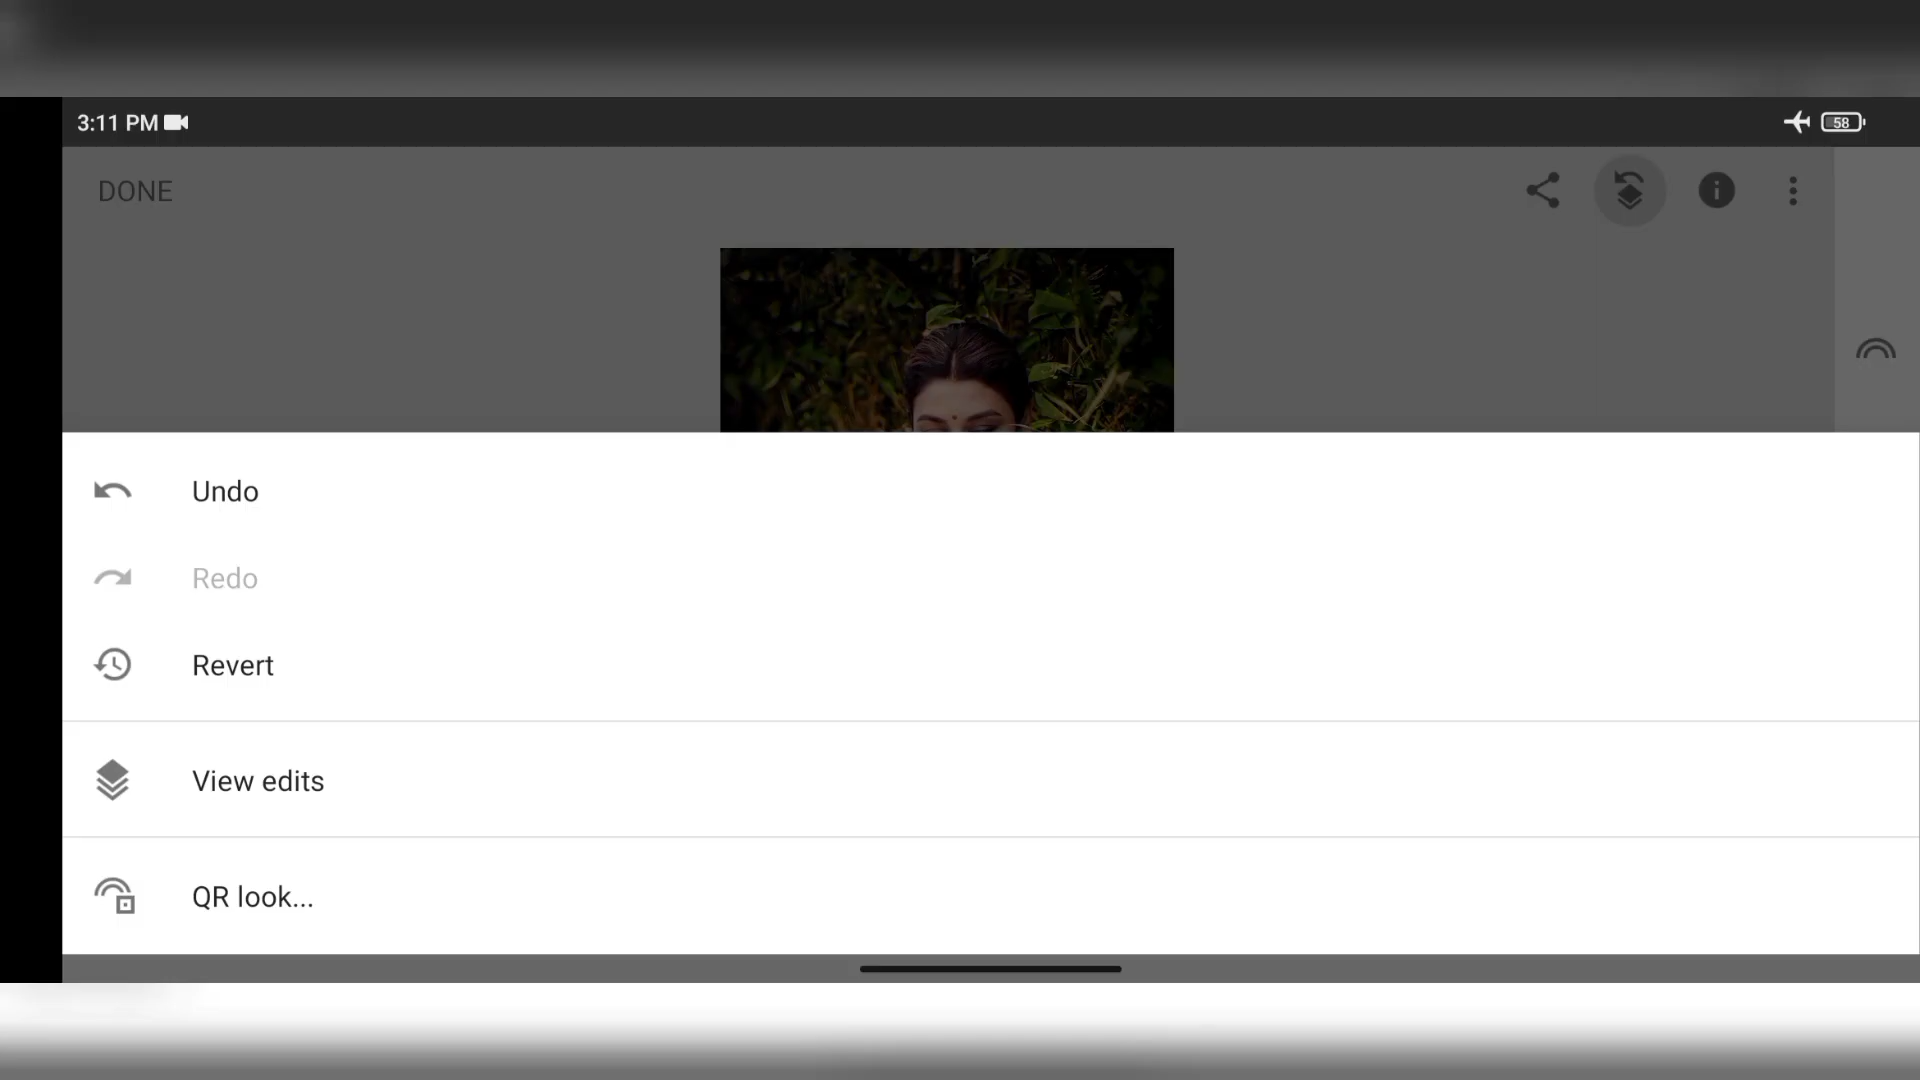 3:11 PM
58
DONE
Undo
Redo
Revert
View edits
QR look...